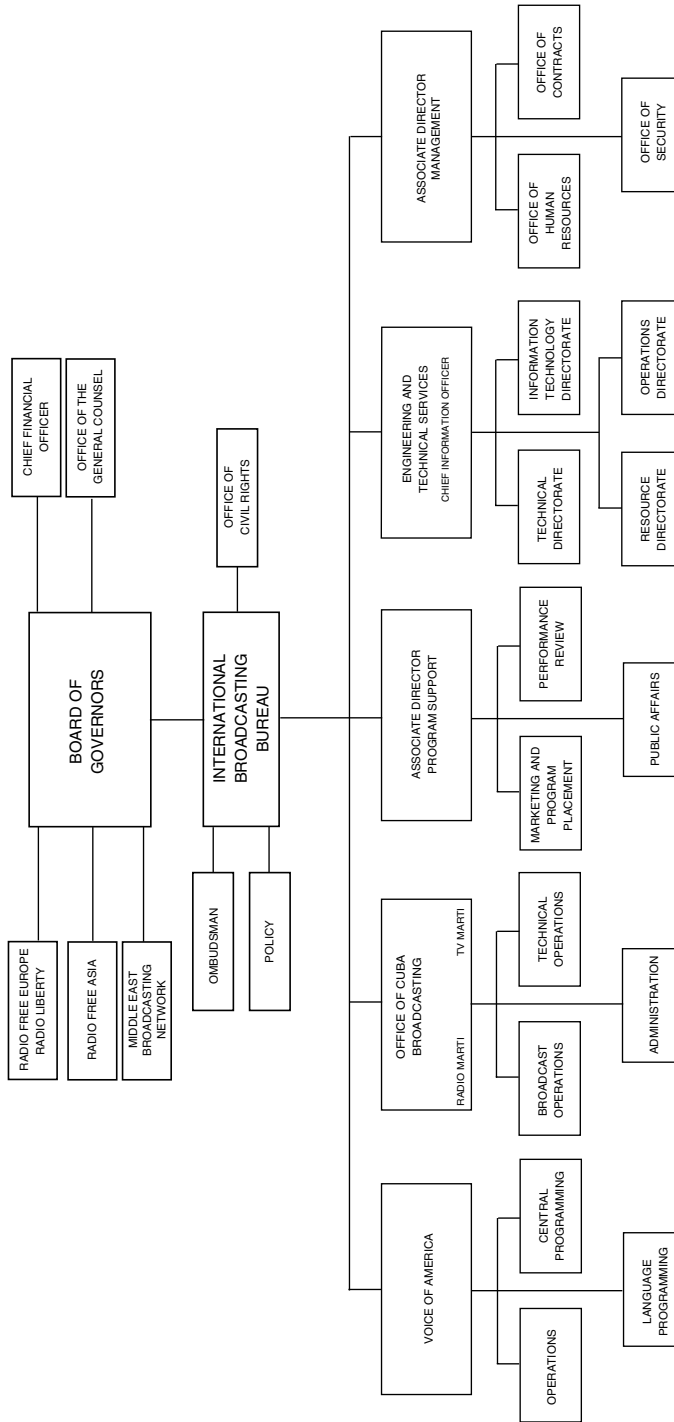 BOARD OF
GOVERNORS
RADIO FREE EUROPE
RADIO LIBERTY
RADIO FREE ASIA
MIDDLE EAST
BROADCASTING
NETWORK
CHIEF FINANCIAL
OFFICER
OFFICE OF THE
GENERAL COUNSEL
INTERNATIONAL
BROADCASTING
BUREAU
OMBUDSMAN
POLICY
OFFICE OF
CIVIL RIGHTS
VOICE OF AMERICA
OPERATIONS
CENTRAL
PROGRAMMING
LANGUAGE
PROGRAMMING
OFFICE OF CUBA
BROADCASTING
RADIO MARTI TV MARTI
BROADCAST
OPERATIONS
TECHNICAL
OPERATIONS
ADMINISTRATION
ASSOCIATE DIRECTOR
PROGRAM SUPPORT
MARKETING AND
PROGRAM
PLACEMENT
PERFORMANCE
REVIEW
PUBLIC AFFAIRS
ENGINEERING AND
TECHNICAL SERVICES
CHIEF INFORMATION OFFICER
TECHNICAL
DIRECTORATE
INFORMATION
TECHNOLOGY
DIRECTORATE
RESOURCE
DIRECTORATE
OPERATIONS
DIRECTORATE
ASSOCIATE DIRECTOR
MANAGEMENT
OFFICE OF
HUMAN
RESOURCES
OFFICE OF
CONTRACTS
OFFICE OF
SECURITY